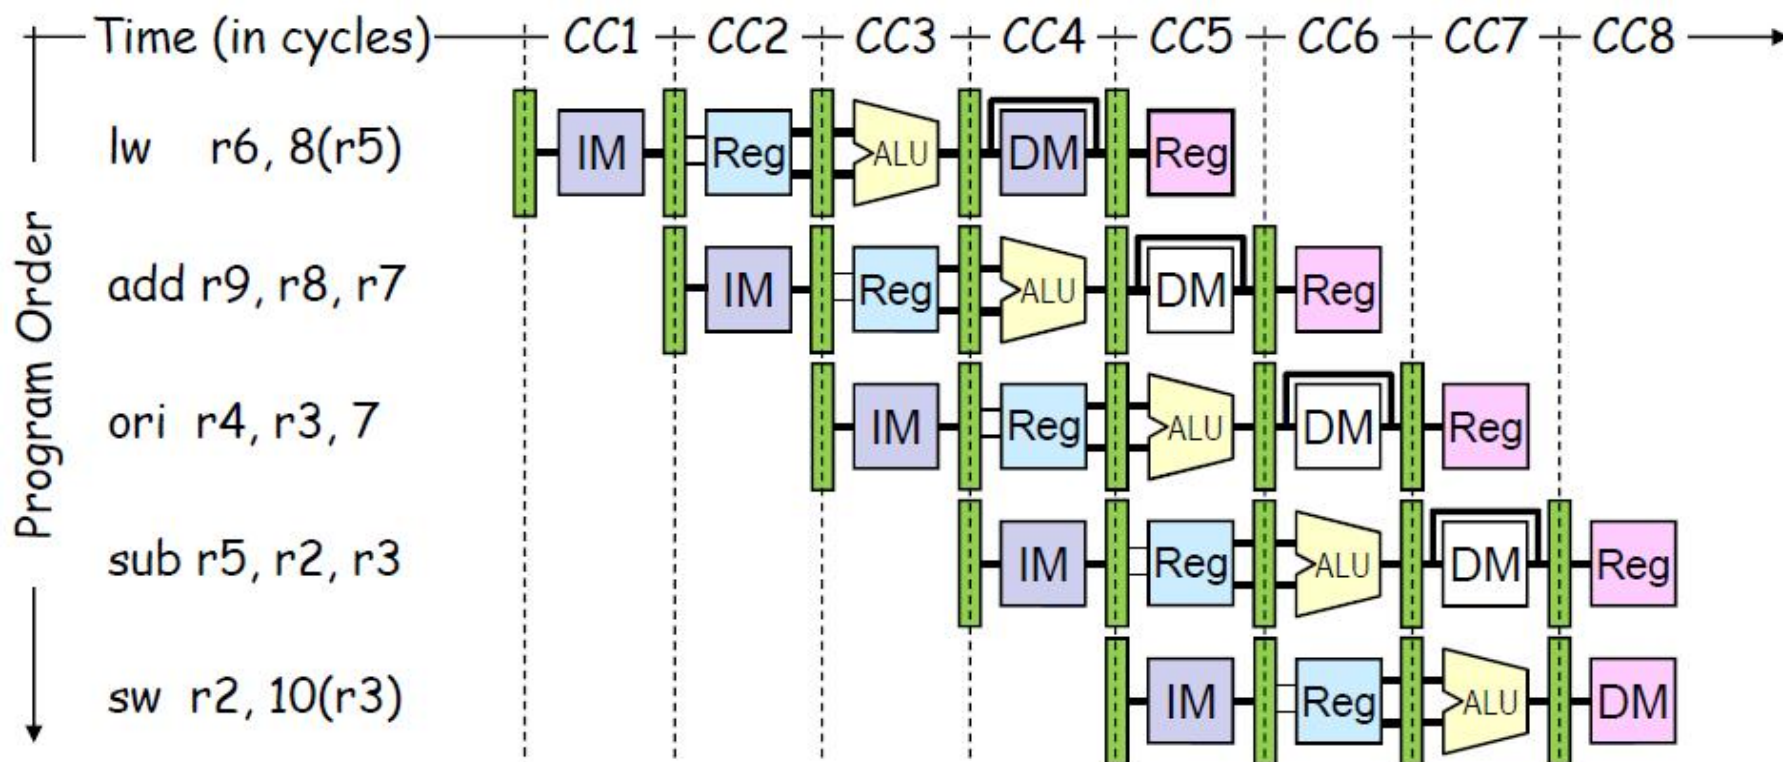 Time (in cycles) CC1 CC2 CC3 CC4 CC5 CC6 CC7 CC8
Program Order
lw r6, 8(r5) IM Reg ALU DM Reg
add r9, r8, r7 IM Reg ALU DM Reg
ori r4, r3, 7 IM Reg ALU DM Reg
sub r5, r2, r3 IM Reg ALU DM Reg
sw r2, 10(r3) IM Reg ALU DM